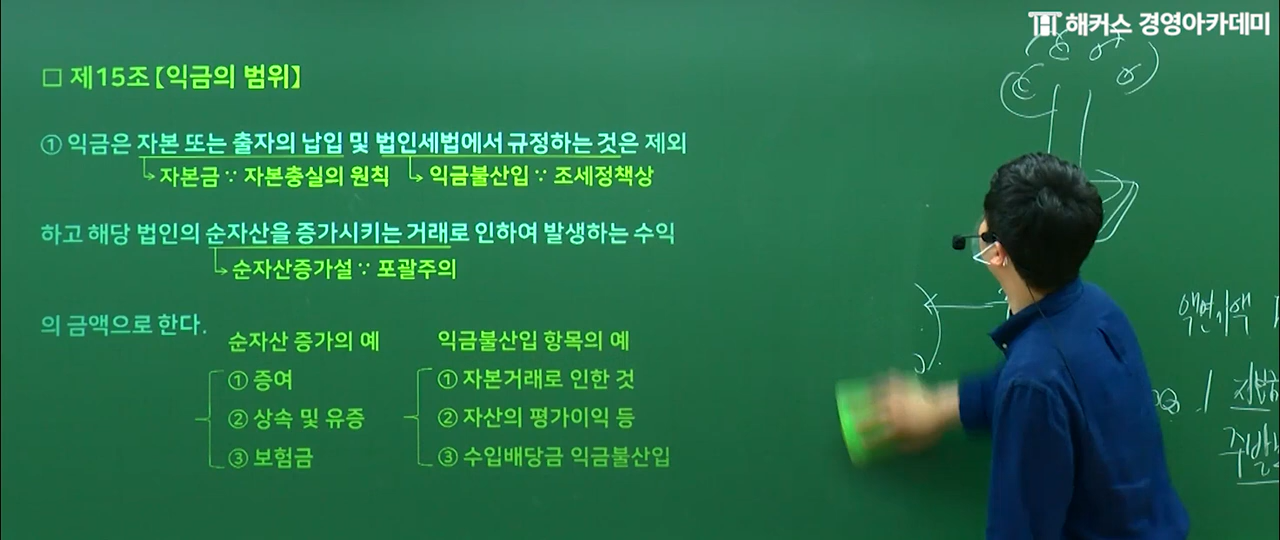 해커스 경영아카데미
□ 제15조【익금의 범위】
① 익금은 자본 또는 출자의 납입 및 법인세법에서 규정하는 것은 제외
자본금 ∵ 자본충실의 원칙 익금불산입 ∵ 조세정책상
하고 해당 법인의 순자산을 증가시키는 거래로 인하여 발생하는 수익
순자산증가설 ∵ 포괄주의
의 금액으로 한다.
순자산 증가의 예 익금불산입 항목의 예
① 증여 ① 자본거래로 인한 것
② 상속 및 유증 ② 자산의 평가이익 등
③ 보험금 ③ 수입배당금 익금불산입
액면가액